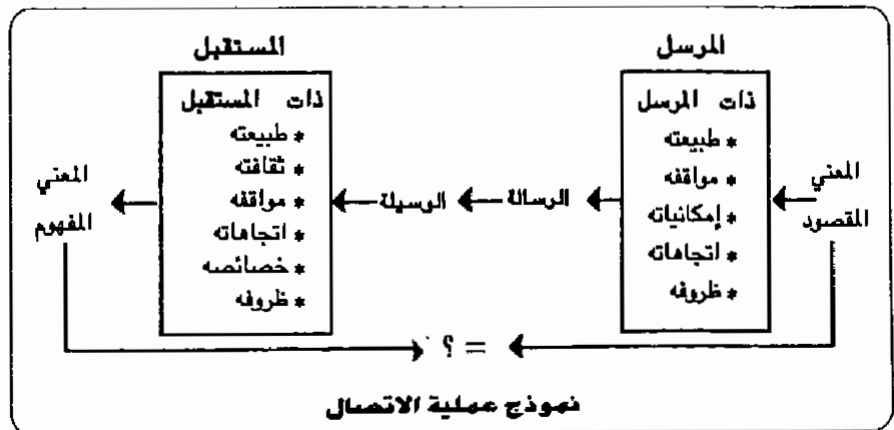 المرسل
ذات المرسل
* طبيعته
* مواقفه
* إمكانياته
* اتجاهاته
* ظروفه
المعني
المقصود
الرسالة
الوسيلة
المستقبل
ذات المستقبل
* طبيعته
* ثقافته
* مواقفه
* اتجاهاته
* خصائصه
* ظروفه
المعني
المفهوم
= ؟
نموذج عملية الاتصال